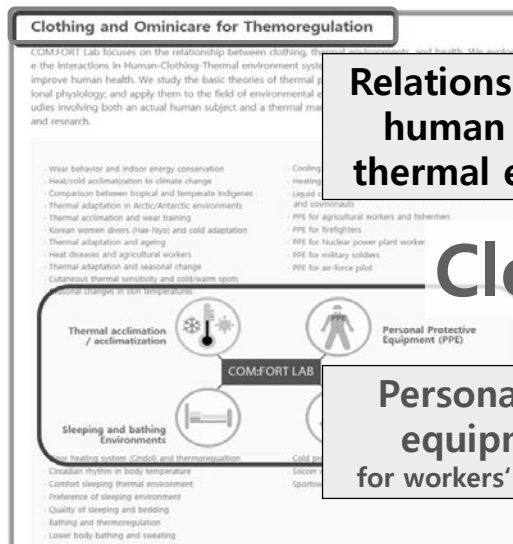 Clothing and Ominicare for Themoregulation
COM:FORT Lab focuses on the relationship between clothing, thermal environments, and health. We explor
e the interactions In Human-Clothing-Thermal environment syste
improve human health. We study the basic theories of thermal p
ional physiology; and apply them to the field of environmental e
udies involving both an actual human subject and a thermal ma
and research.
Relations
human
thermal e
- Wear behavior and indoor energy conservation
- Heat/cold acclimatization to climate change
- Comparison between tropical and temperate indigenes
- Thermal adaptation in Arctic/Antarctic environments
- Thermal acclimation and wear training
- Korean women divers (Hae-Nyo) and cold adaptation
- Thermal adaptation and ageing
- Heat diseases and agricultural workers
- Thermal adaptation and seasonal change
- Cutaneous thermal sensitivity and cold/warm spots
- Seasonal changes in skin temperatures
- Cooling
- Heating
- Liquid
and cosmonauts
- PPE for agricultural workers and fishermen
- PPE for firefighters
- PPE for Nuclear power plant worker
- PPE for military soldiers
- PPE for air-force pilot
Clo
Thermal acclimation
/ acclimatization
PPE
Personal Protective
Equipment (PPE)
COM:FORT LAB
Sleeping and bathing
Environments
Persona
equipm
for workers'
- Floor heating system (Ondol) and thermoregualtion
- Circadian rhythm in body temperature
- Comfort sleeping thermal environment
- Preference of sleeping environment
- Quality of sleeping and bedding
- Bathing and thermoregulation
- Lower body bathing and sweating
- Cold pr
- Soccer
- Sportsw